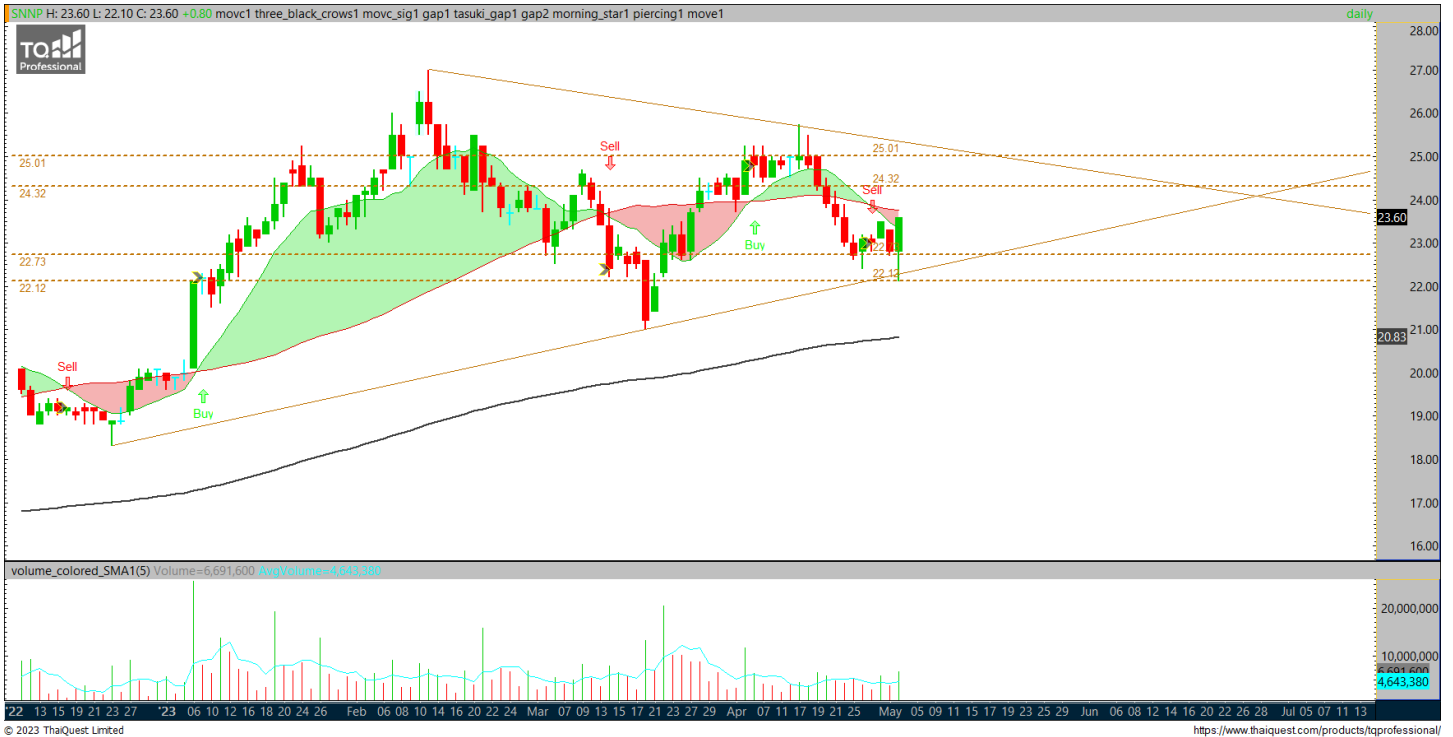 SNNP H: 23.60 L: 22.10 C: 23.60 +0.80 movc1 three_black_crows1 movc_sig1 gap1 tasuki_gap1 gap2 morning_star1 piercing1 move1 daily
TQ
Professional
28.00
27.00
26.00
25.00
24.00
23.60
23.00
22.00
21.00
20.83
20.00
19.00
18.00
17.00
16.00
25.01
24.32
22.73
22.12
25.01
24.32
22.12
Sell
Buy
Sell
Buy
Sell
volume_colored_SMA1(5) Volume=6,691,600 AvgVolume=4,643,380
20,000,000
10,000,000
6,691,600
4,643,380
'22 13 15 19 21 23 27 '23 06 10 12 16 18 20 24 26 Feb 06 08 10 14 16 20 22 24 Mar 07 09 13 15 17 21 23 27 29 Apr 07 11 13 17 19 21 25 May 05 09 11 15 17 19 23 25 29 Jun 06 08 12 14 16 20 22 26 28 Jul 05 07 11 13
© 2023 ThaiQuest Limited
https://www.thaiquest.com/products/tqprofessional/